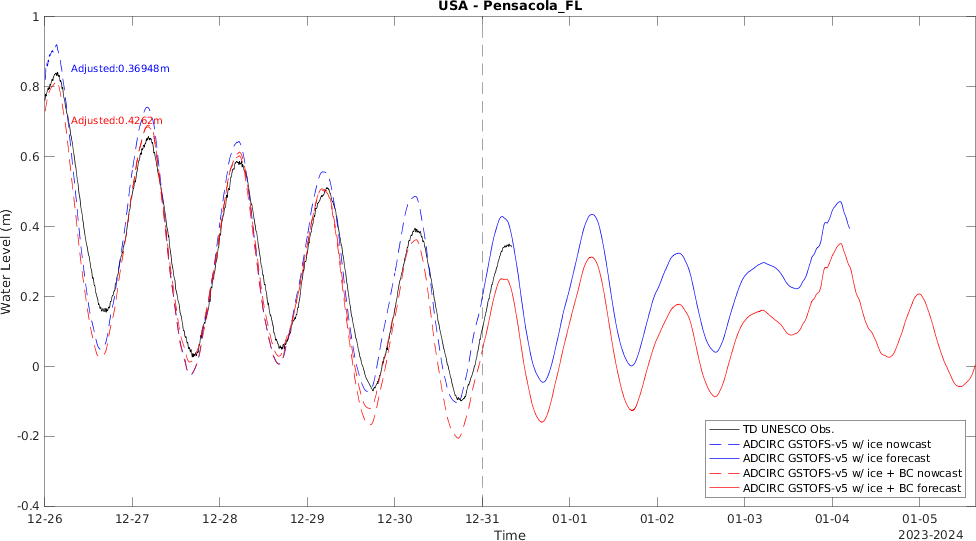 USA - Pensacola_FL
1
0.8
0.6
0.4
0.2
0
-0.2
-0.4
Water Level (m)
Adjusted:0.36948m
Adjusted:0.4262m
TD UNESCO Obs.
ADCIRC GSTOFS-v5 w/ ice nowcast
ADCIRC GSTOFS-v5 w/ ice forecast
ADCIRC GSTOFS-v5 w/ ice + BC nowcast
ADCIRC GSTOFS-v5 w/ ice + BC forecast
12-26 12-27 12-28 12-29 12-30 12-31 01-01 01-02 01-03 01-04 01-05
Time
2023-2024